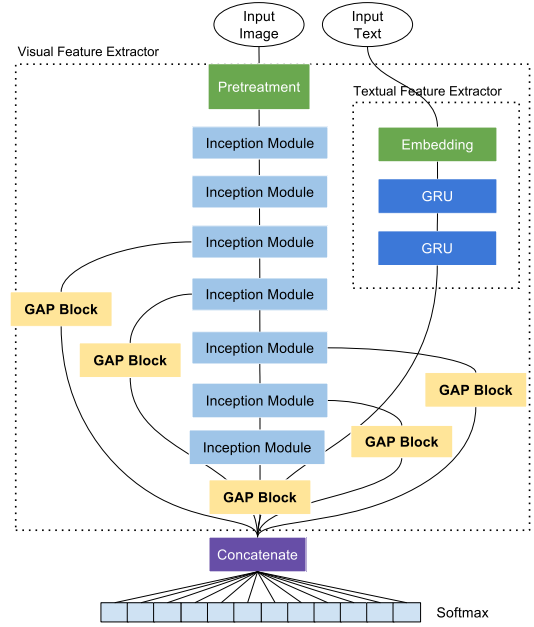 Input
Image
Input
Text
Visual Feature Extractor
Pretreatment
Textual Feature Extractor
Inception Module
Embedding
Inception Module
GRU
Inception Module
GRU
Inception Module
GAP Block
Inception Module
GAP Block
GAP Block
Inception Module
GAP Block
Inception Module
GAP Block
Concatenate
Softmax